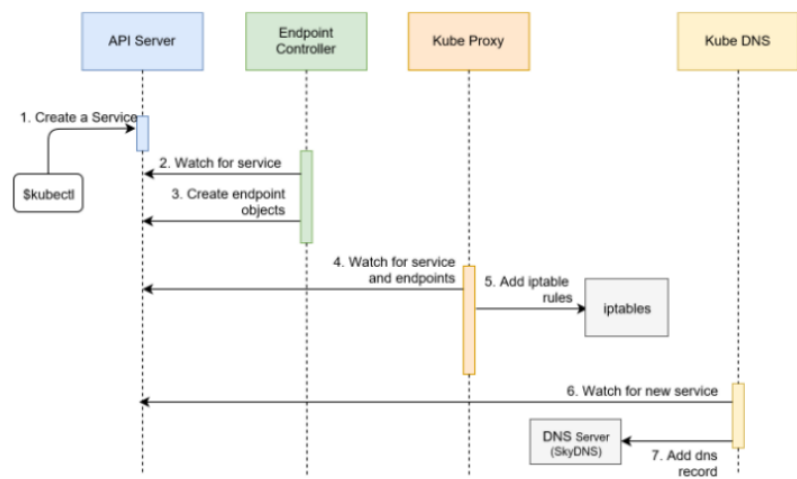 API Server
Endpoint
Controller
Kube Proxy
Kube DNS
1. Create a Service
$kubectl
2. Watch for service
3. Create endpoint
objects
4. Watch for service
and endpoints
5. Add iptable
rules
iptables
6. Watch for new service
DNS Server
(SkyDNS)
7. Add dns
record